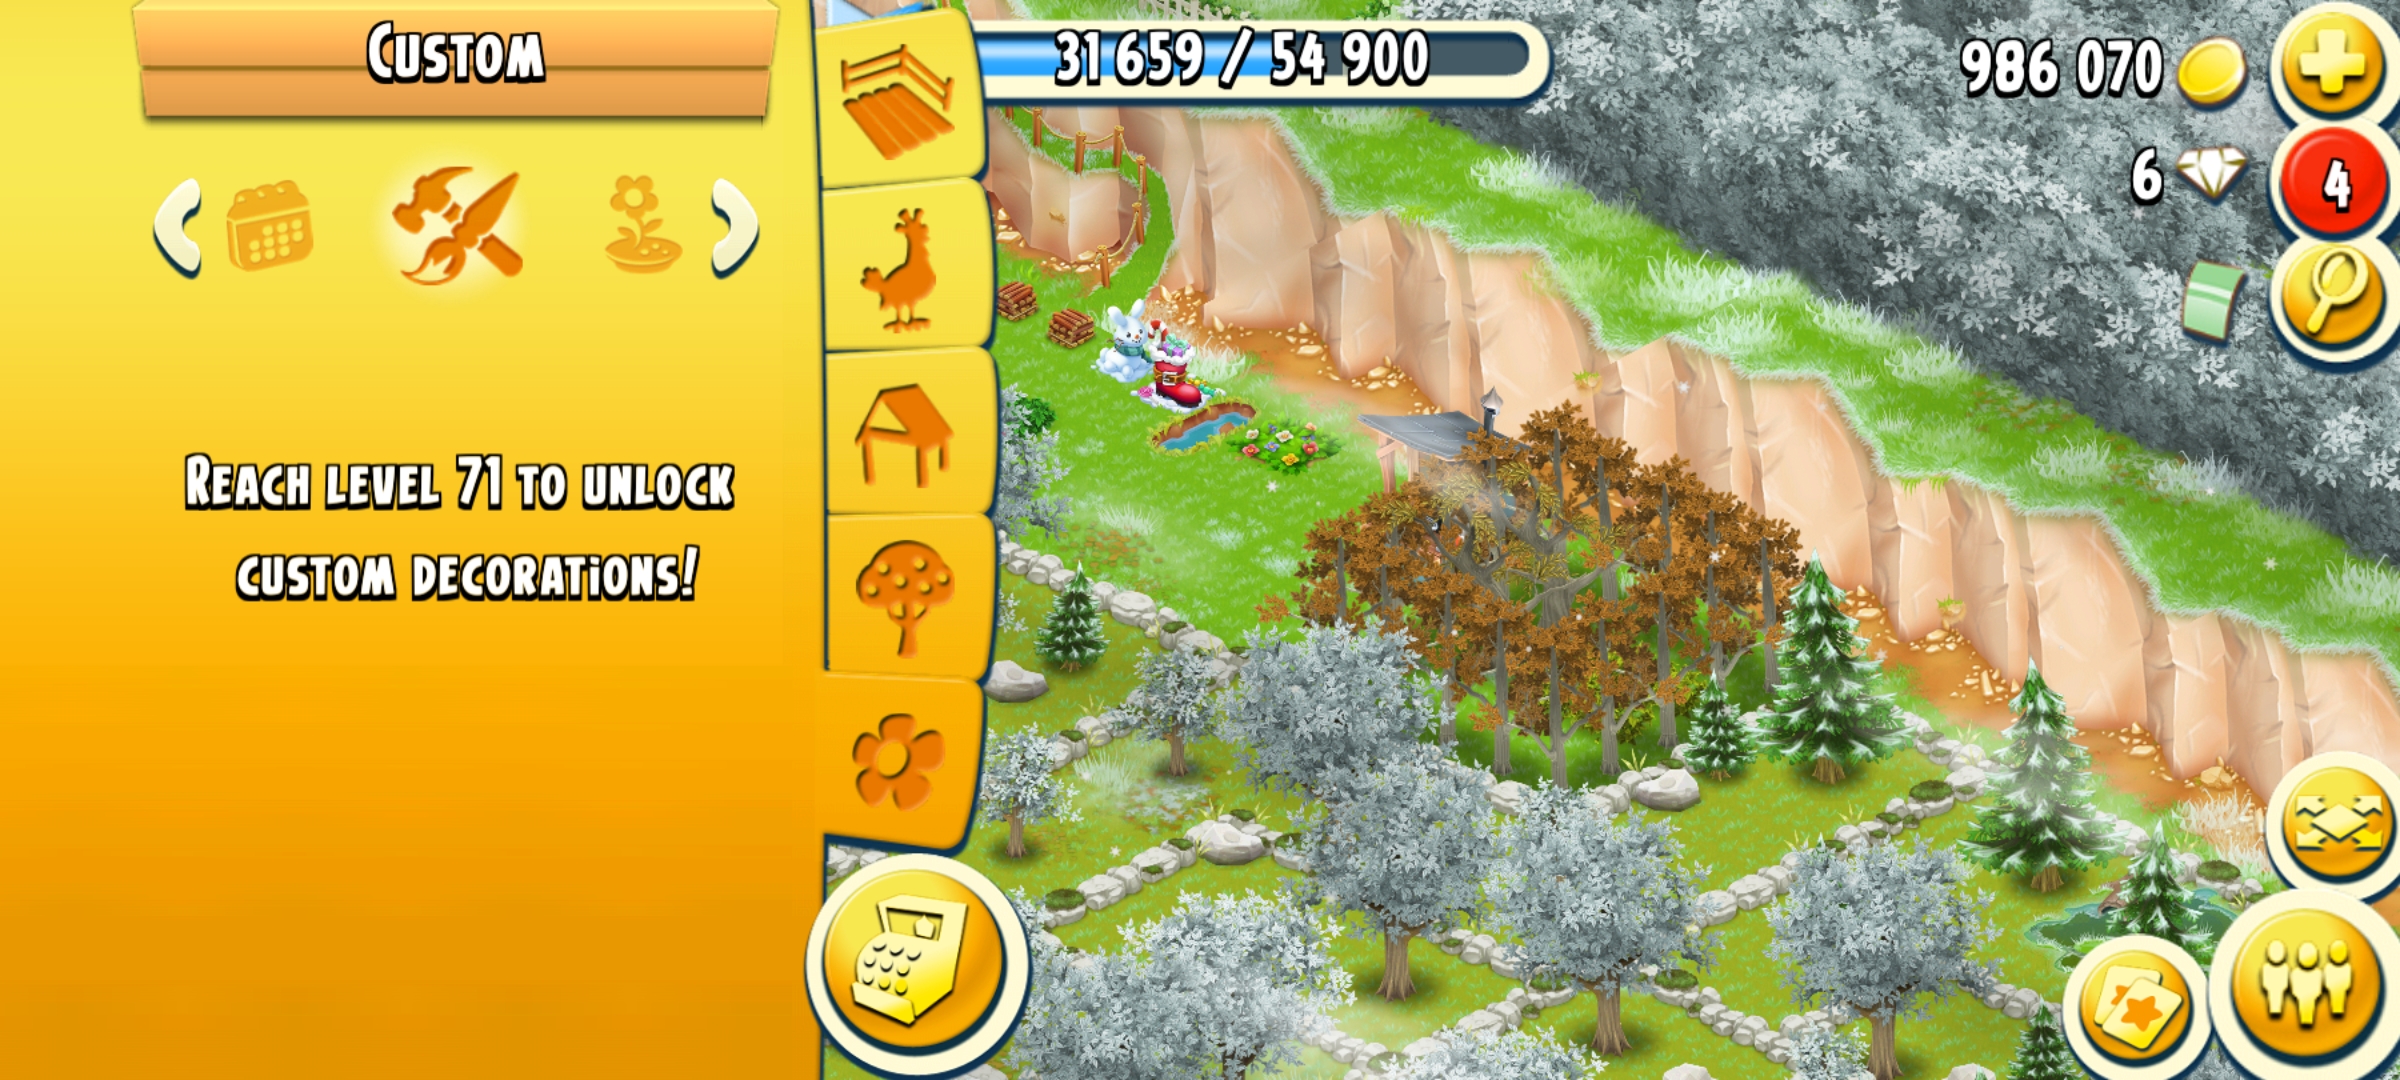 CUSTOM
31 659 / 54 900
986 070
6
4
REACH LEVEL 71 TO UNLOCK
CUSTOM DECORATIONS!